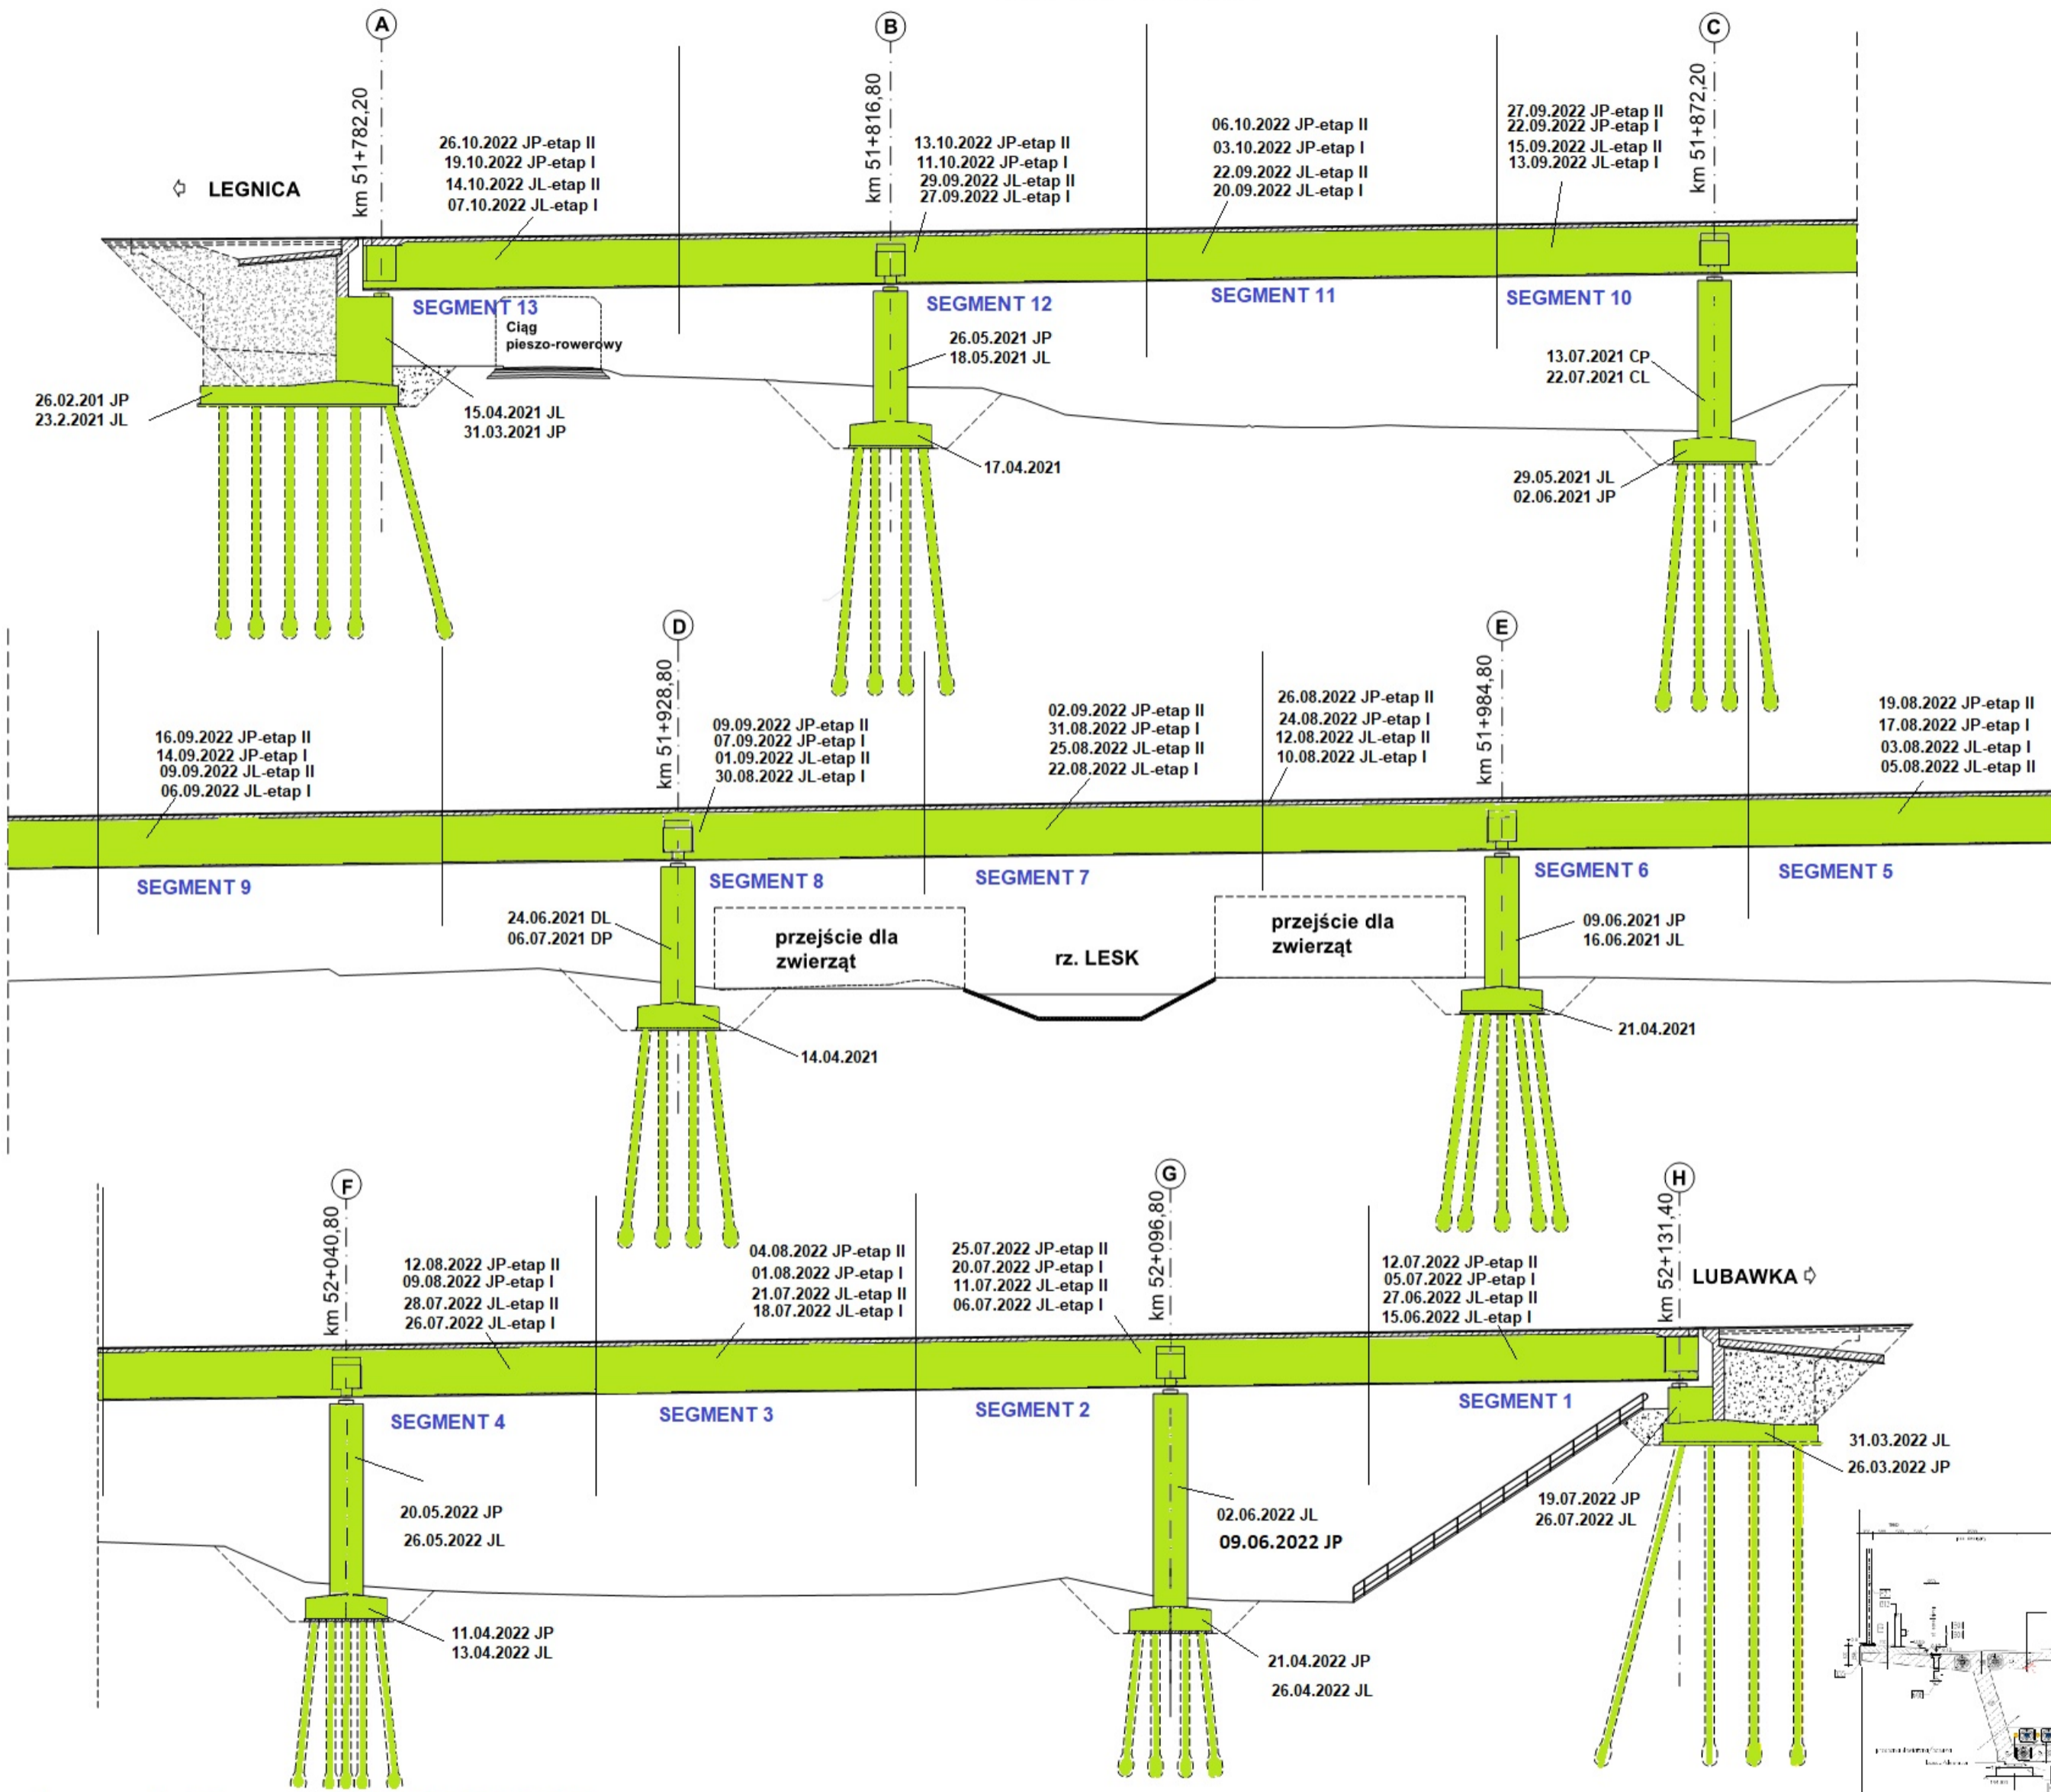 A
B
C
km 51+782,20
km 51+816,80
km 51+872,20
LEGNICA
26.10.2022 JP-etap II
19.10.2022 JP-etap I
14.10.2022 JL-etap II
07.10.2022 JL-etap I
13.10.2022 JP-etap II
11.10.2022 JP-etap I
29.09.2022 JL-etap II
27.09.2022 JL-etap I
06.10.2022 JP-etap II
03.10.2022 JP-etap I
22.09.2022 JL-etap II
20.09.2022 JL-etap I
27.09.2022 JP-etap II
22.09.2022 JP-etap I
15.09.2022 JL-etap II
13.09.2022 JL-etap I
SEGMENT 13
SEGMENT 12
SEGMENT 11
SEGMENT 10
Ciąg
pieszo-rowerowy
26.05.2021 JP
18.05.2021 JL
13.07.2021 CP
22.07.2021 CL
26.02.201 JP
23.2.2021 JL
15.04.2021 JL
31.03.2021 JP
17.04.2021
29.05.2021 JL
02.06.2021 JP
D
E
km 51+928,80
km 51+984,80
16.09.2022 JP-etap II
14.09.2022 JP-etap I
09.09.2022 JL-etap II
06.09.2022 JL-etap I
09.09.2022 JP-etap II
07.09.2022 JP-etap I
01.09.2022 JL-etap II
30.08.2022 JL-etap I
02.09.2022 JP-etap II
31.08.2022 JP-etap I
25.08.2022 JL-etap II
22.08.2022 JL-etap I
26.08.2022 JP-etap II
24.08.2022 JP-etap I
12.08.2022 JL-etap II
10.08.2022 JL-etap I
19.08.2022 JP-etap II
17.08.2022 JP-etap I
03.08.2022 JL-etap I
05.08.2022 JL-etap II
SEGMENT 9
SEGMENT 8
SEGMENT 7
SEGMENT 6
SEGMENT 5
24.06.2021 DL
06.07.2021 DP
przejście dla
zwierząt
rz. LESK
przejście dla
zwierząt
09.06.2021 JP
16.06.2021 JL
14.04.2021
21.04.2021
F
G
H
km 52+040,80
km 52+096,80
km 52+131,40
LUBAWKA
12.08.2022 JP-etap II
09.08.2022 JP-etap I
28.07.2022 JL-etap II
26.07.2022 JL-etap I
04.08.2022 JP-etap II
01.08.2022 JP-etap I
21.07.2022 JL-etap II
18.07.2022 JL-etap I
25.07.2022 JP-etap II
20.07.2022 JP-etap I
11.07.2022 JL-etap II
06.07.2022 JL-etap I
12.07.2022 JP-etap II
05.07.2022 JP-etap I
27.06.2022 JL-etap II
15.06.2022 JL-etap I
SEGMENT 4
SEGMENT 3
SEGMENT 2
SEGMENT 1
20.05.2022 JP
26.05.2022 JL
02.06.2022 JL
09.06.2022 JP
19.07.2022 JP
26.07.2022 JL
31.03.2022 JL
26.03.2022 JP
11.04.2022 JP
13.04.2022 JL
21.04.2022 JP
26.04.2022 JL